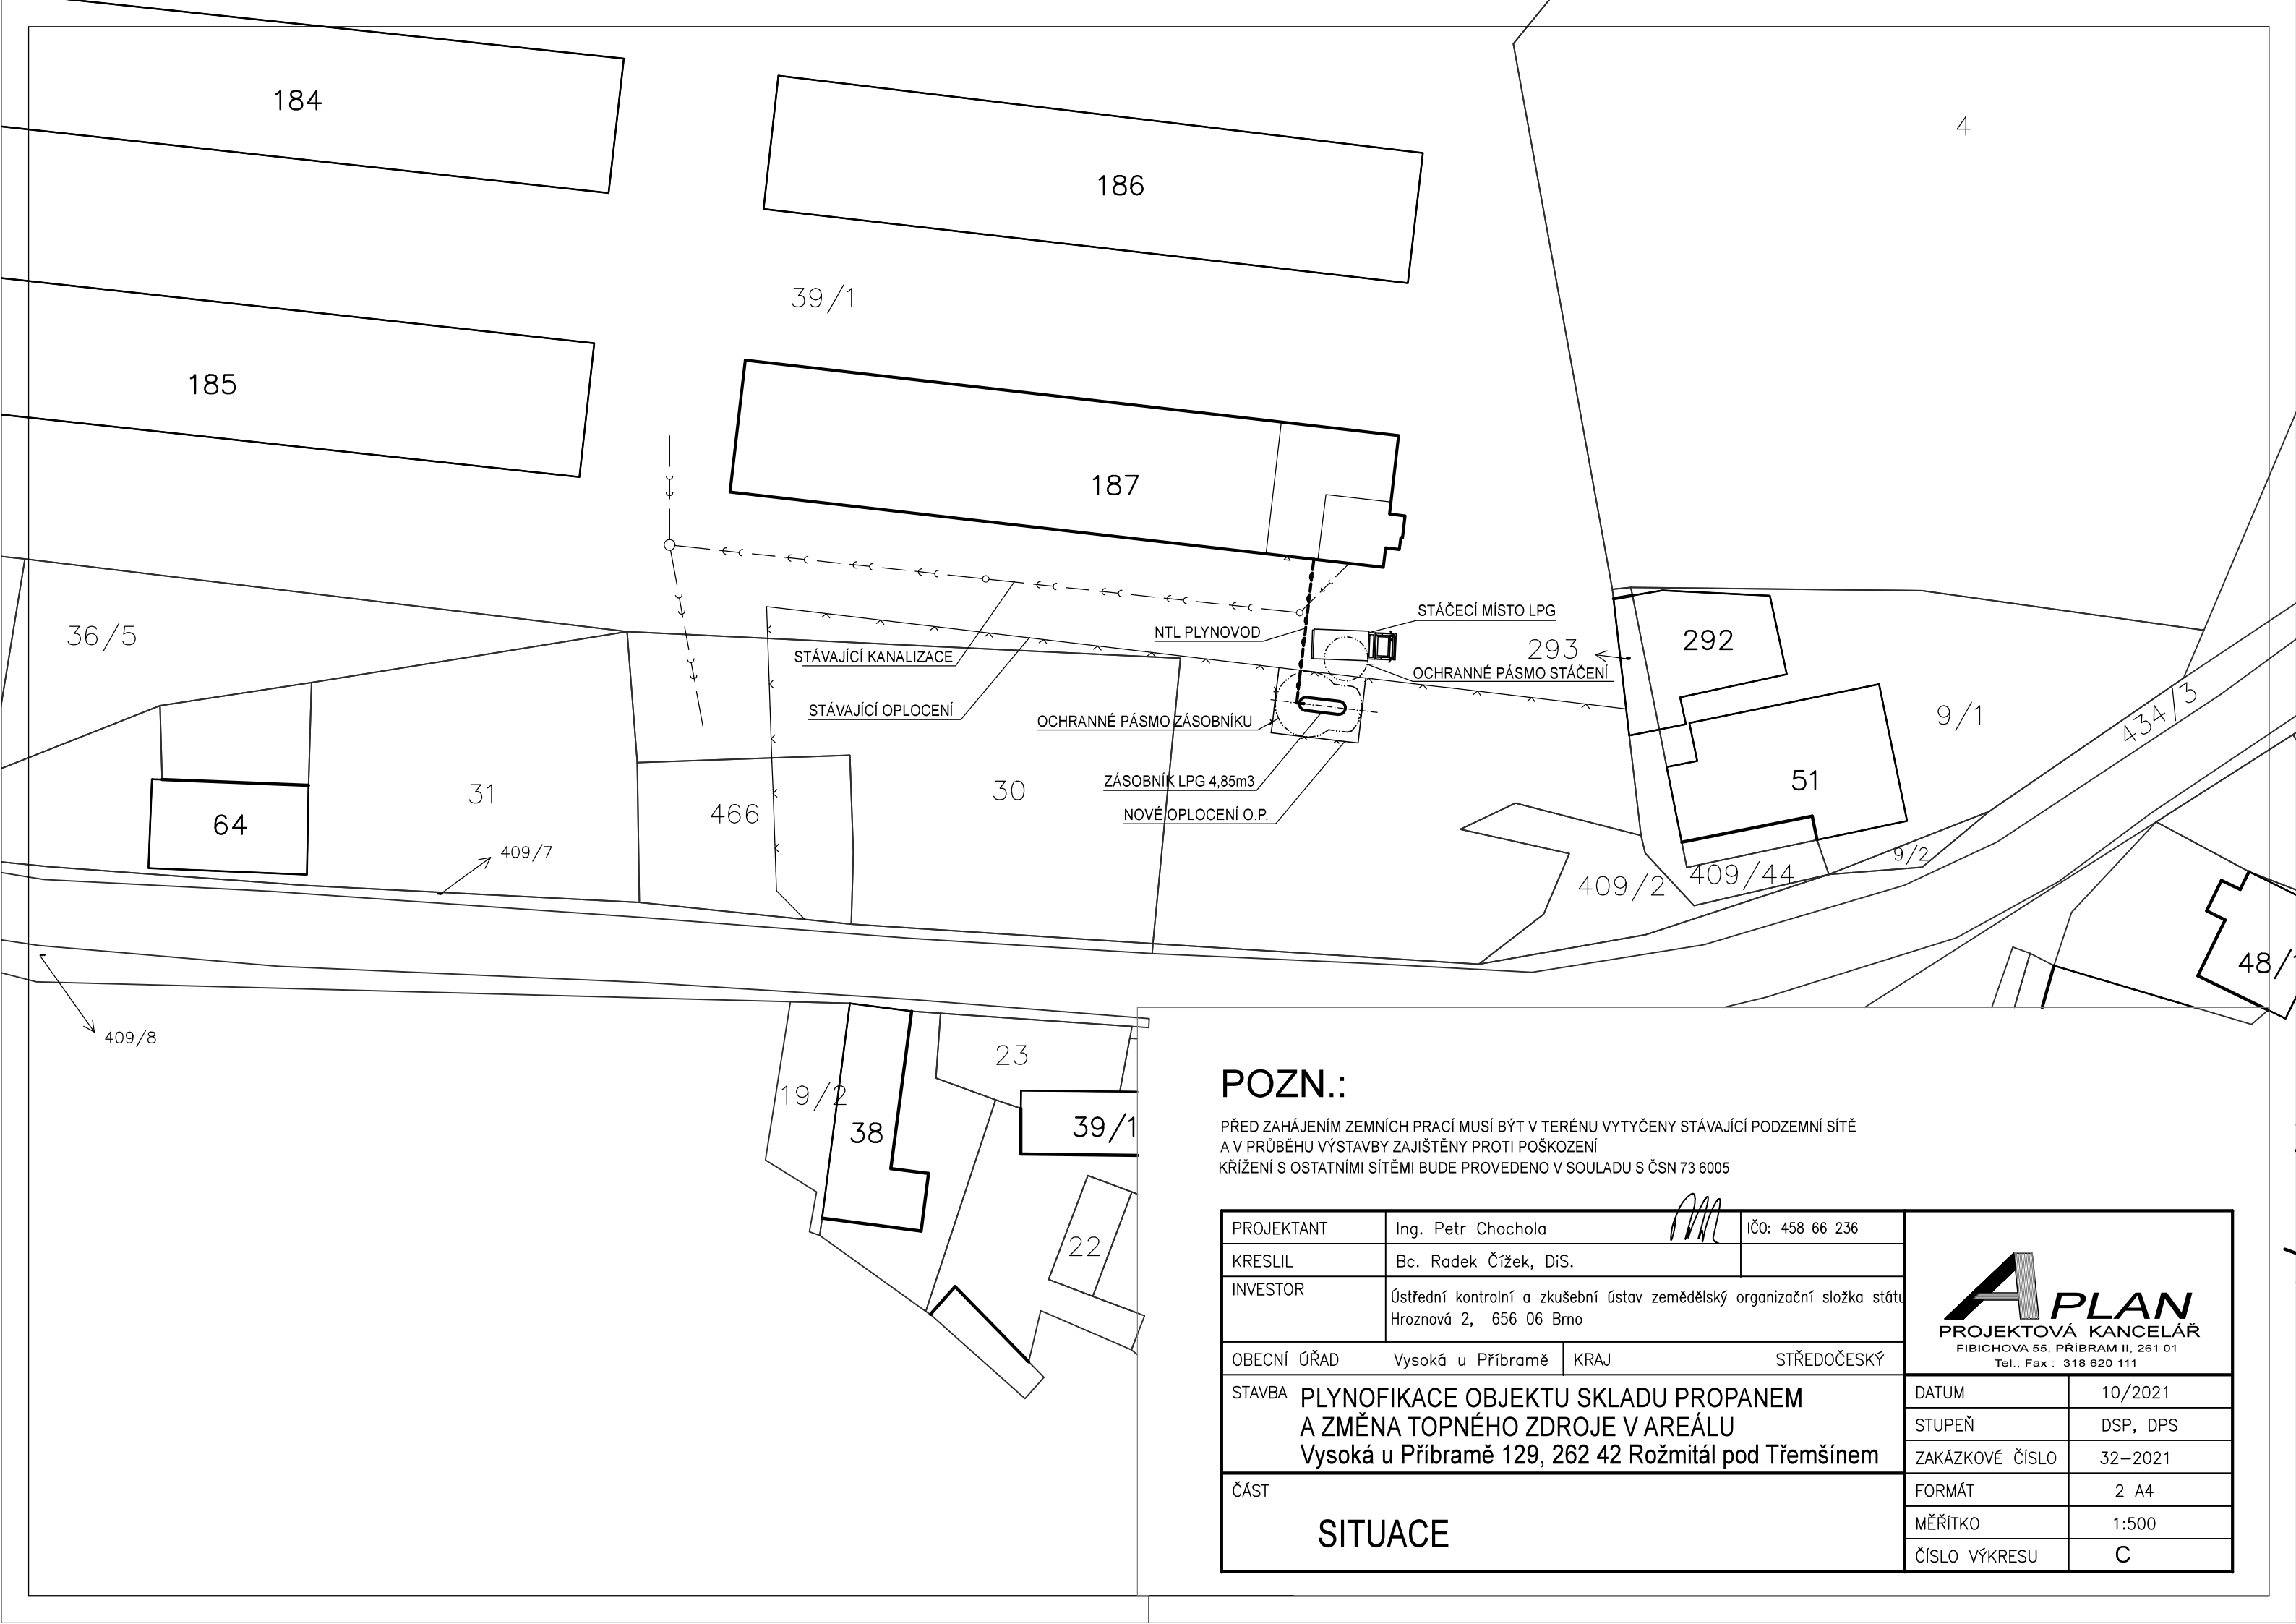 184
186
4
39/1
185
187
36/5
STÁČECÍ MÍSTO LPG
NTL PLYNOVOD
292
293
STÁVAJÍCÍ KANALIZACE
OCHRANNÉ PÁSMO STÁČENÍ
STÁVAJÍCÍ OPLOCENÍ
OCHRANNÉ PÁSMO ZÁSOBNÍKU
9/1
434/3
ZÁSOBNÍK LPG 4,85m3
51
31
30
466
NOVÉ OPLOCENÍ O.P.
64
409/7
9/2
409/2
409/44
409/8
23
19/2
38
39/1
22
POZN.:
PŘED ZAHÁJENÍM ZEMNÍCH PRACÍ MUSÍ BÝT V TERÉNU VYTYČENY STÁVAJÍCÍ PODZEMNÍ SÍTĚ
A V PRŮBĚHU VÝSTAVBY ZAJIŠTĚNY PROTI POŠKOZENÍ
KŘÍŽENÍ S OSTATNÍMI SÍTĚMI BUDE PROVEDENO V SOULADU S ČSN 73 6005
PROJEKTANT Ing. Petr Chochola IČO: 458 66 236
KRESLIL Bc. Radek Čížek, DiS.
INVESTOR Ústřední kontrolní a zkušební ústav zemědělský organizační složka státu
Hroznová 2, 656 06 Brno
OBECNÍ ÚŘAD Vysoká u Příbramě KRAJ STŘEDOČESKÝ
STAVBA PLYNOFIKACE OBJEKTU SKLADU PROPANEM
A ZMĚNA TOPNÉHO ZDROJE V AREÁLU
Vysoká u Příbramě 129, 262 42 Rožmitál pod Třemšínem
ČÁST
SITUACE
A PLAN
PROJEKTOVÁ KANCELÁŘ
FIBICHOVA 55, PŘÍBRAM II, 261 01
Tel., Fax : 318 620 111
DATUM 10/2021
STUPEŇ DSP, DPS
ZAKÁZKOVÉ ČÍSLO 32-2021
FORMÁT 2 A4
MĚŘÍTKO 1:500
ČÍSLO VÝKRESU C